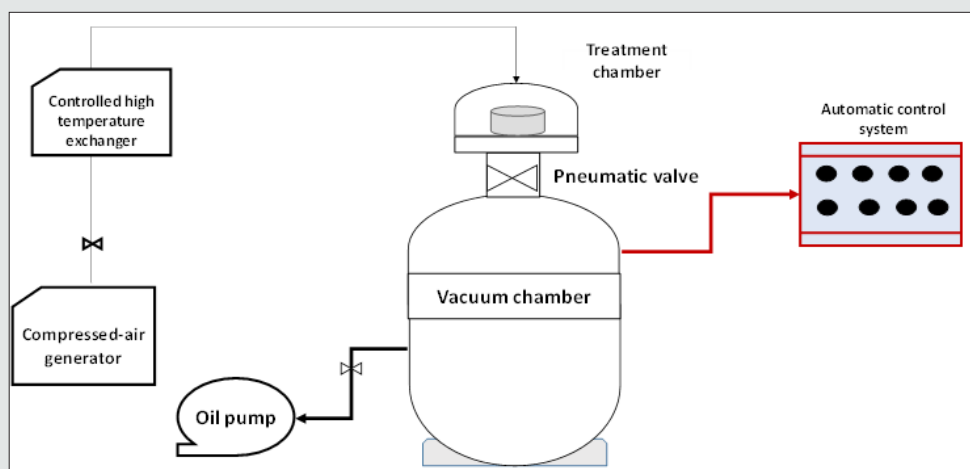 Treatment
chamber
Controlled high
temperature
exchanger
Automatic control
system
Pneumatic valve
Vacuum chamber
Compressed-air
generator
Oil pump